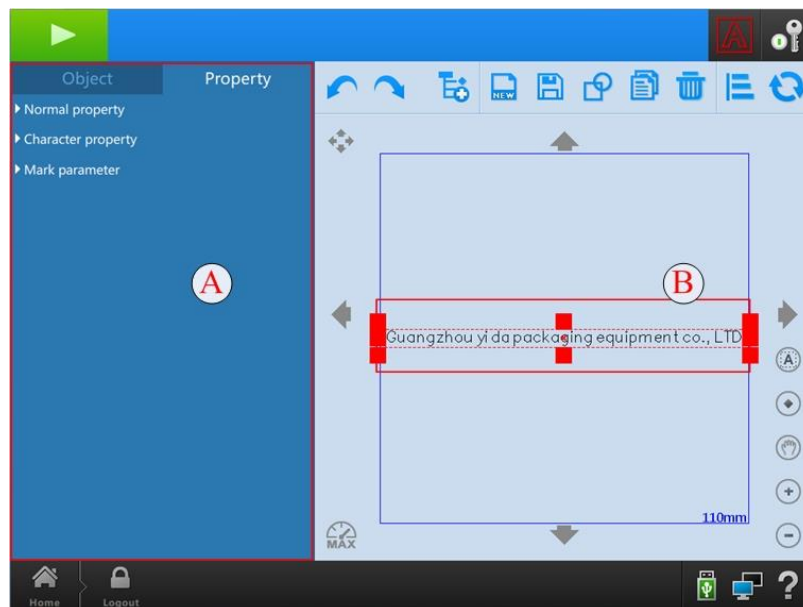 A
Object
Property
Normal property
Character property
Mark parameter
NEW
A
B
Guangzhou yi da packaging equipment co., LTD
A
110mm
MAX
Home
Logout
?